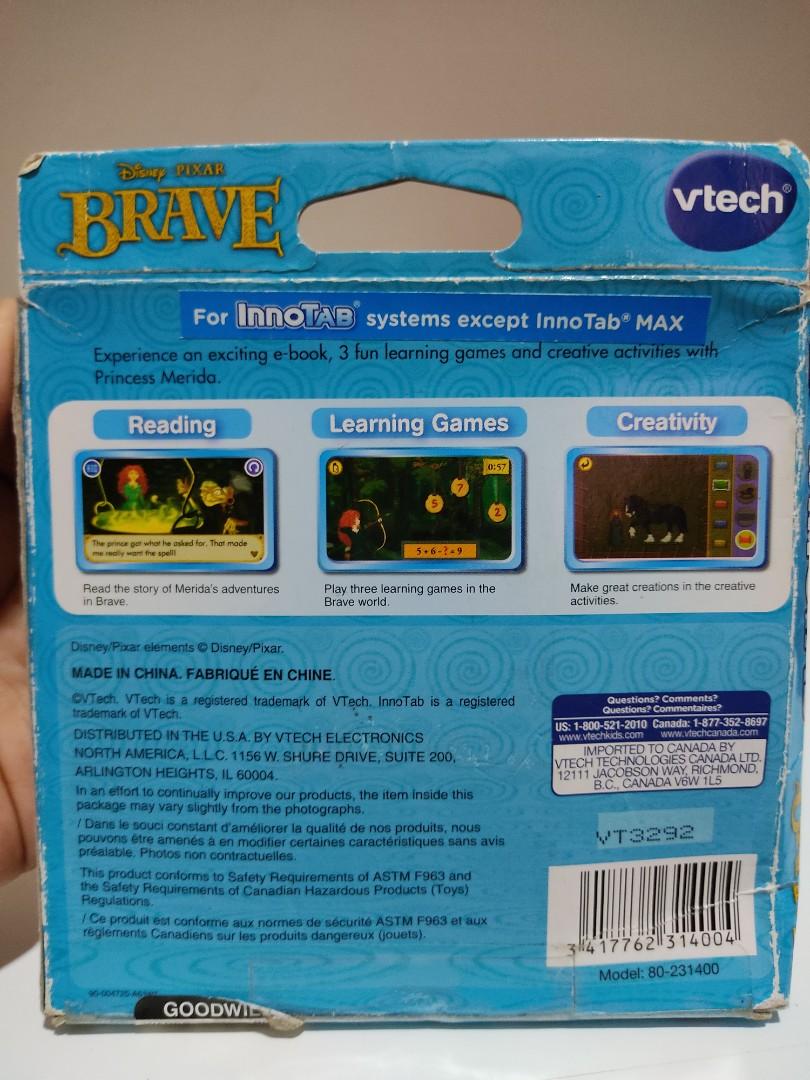 Disney PIXAR
BRAVE
vtech®
For InnoTAB® systems except InnoTab® MAX
Experience an exciting e-book, 3 fun learning games and creative activities with
Princess Merida.
Reading
Learning Games
Creativity
The prince got what he asked for. That made
me really want the spell!
0:57
7
5
2
5+6-?=9
Read the story of Merida's adventures
in Brave.
Play three learning games in the
Brave world.
Make great creations in the creative
activities.
Disney/Pixar elements © Disney/Pixar.
MADE IN CHINA. FABRIQUÉ EN CHINE.
©VTech. VTech is a registered trademark of VTech. InnoTab is a registered
trademark of VTech.
DISTRIBUTED IN THE U.S.A. BY VTECH ELECTRONICS
NORTH AMERICA, L.L.C. 1156 W. SHURE DRIVE, SUITE 200,
ARLINGTON HEIGHTS, IL 60004.
In an effort to continually improve our products, the item inside this
package may vary slightly from the photographs.
/ Dans le souci constant d'améliorer la qualité de nos produits, nous
pouvons être amenés à en modifier certaines caractéristiques sans avis
préalable. Photos non contractuelles.
This product conforms to Safety Requirements of ASTM F963 and
the Safety Requirements of Canadian Hazardous Products (Toys)
Regulations.
/ Ce produit est conforme aux normes de sécurité ASTM F963 et aux
règlements Canadiens sur les produits dangereux (jouets).
Questions? Comments?
Questions? Commentaires?
US: 1-800-521-2010 Canada: 1-877-352-8697
www.vtechkids.com www.vtechcanada.com
IMPORTED TO CANADA BY
VTECH TECHNOLOGIES CANADA LTD.
12111 JACOBSON WAY, RICHMOND,
B.C., CANADA V6W 1L5
VT3292
3 417762 314004
Model: 80-231400
GOODWI